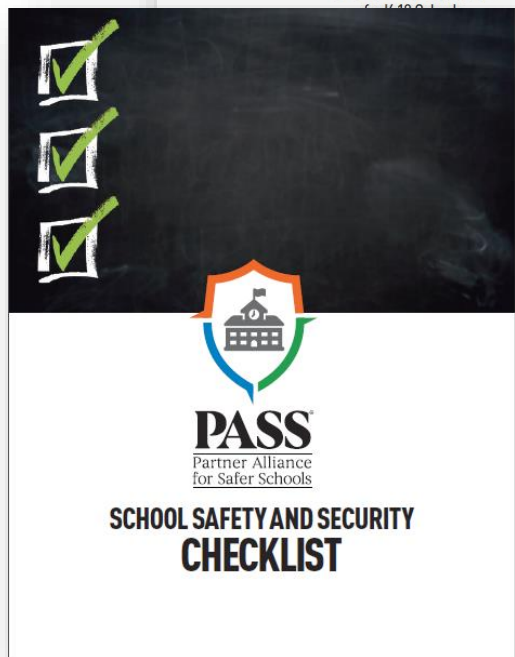 PASS®
Partner Alliance
for Safer Schools
SCHOOL SAFETY AND SECURITY
CHECKLIST